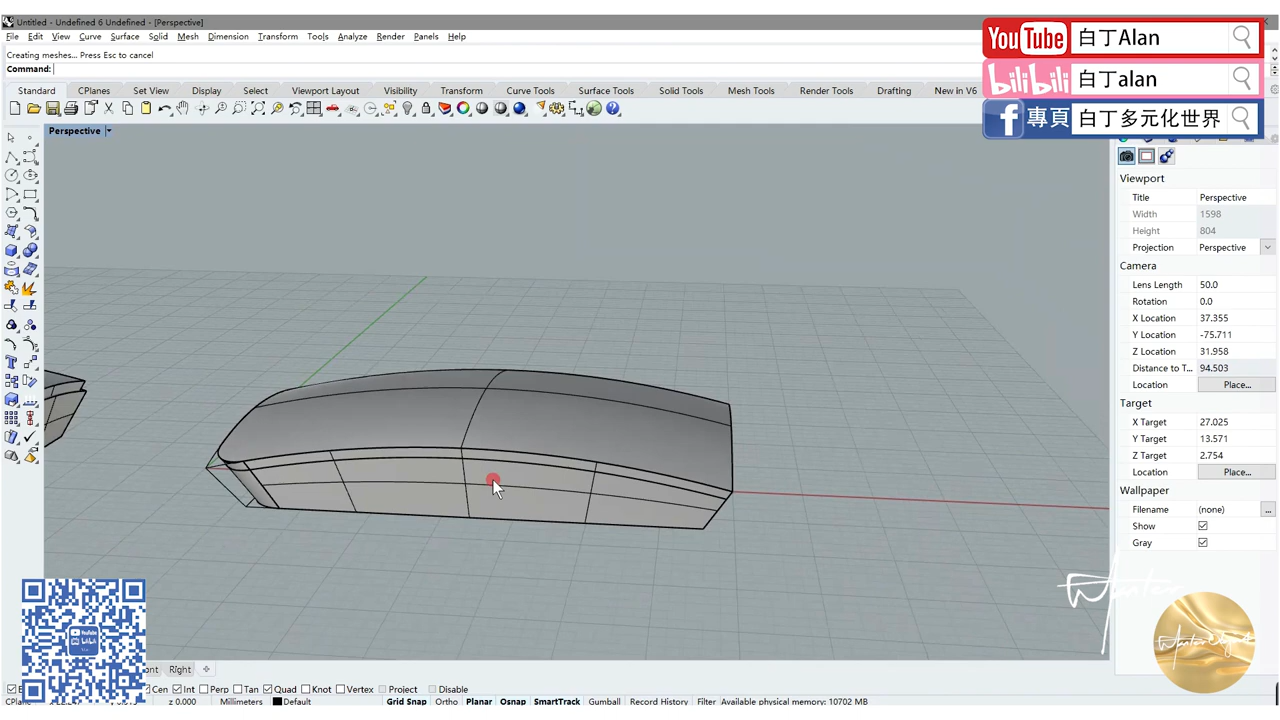 Untitled - Undefined 6 Undefined - [Perspective]
File Edit View Curve Surface Solid Mesh Dimension Transform Tools Analyze Render Panels Help
Creating meshes... Press Esc to cancel
Command:
Standard CPlanes Set View Display Select Viewport Layout Visibility Transform Curve Tools Surface Tools Solid Tools Mesh Tools Render Tools Drafting New in V6
YouTube 白丁Alan
bilibili 白丁alan
f 專頁 白丁多元化世界
Perspective
Viewport
Title Perspective
Width 1598
Height 804
Projection Perspective
Camera
Lens Length 50.0
Rotation 0.0
X Location 37.355
Y Location -75.711
Z Location 31.958
Distance to T... 94.503
Location Place...
Target
X Target 27.025
Y Target 13.571
Z Target 2.754
Location Place...
Wallpaper
Filename (none) ...
Show
Gray
Right
Cen Int Perp Tan Quad Knot Vertex Project Disable
CPlane z 0.000 Millimeters Default Grid Snap Ortho Planar Osnap SmartTrack Gumball Record History Filter Available physical memory: 10702 MB